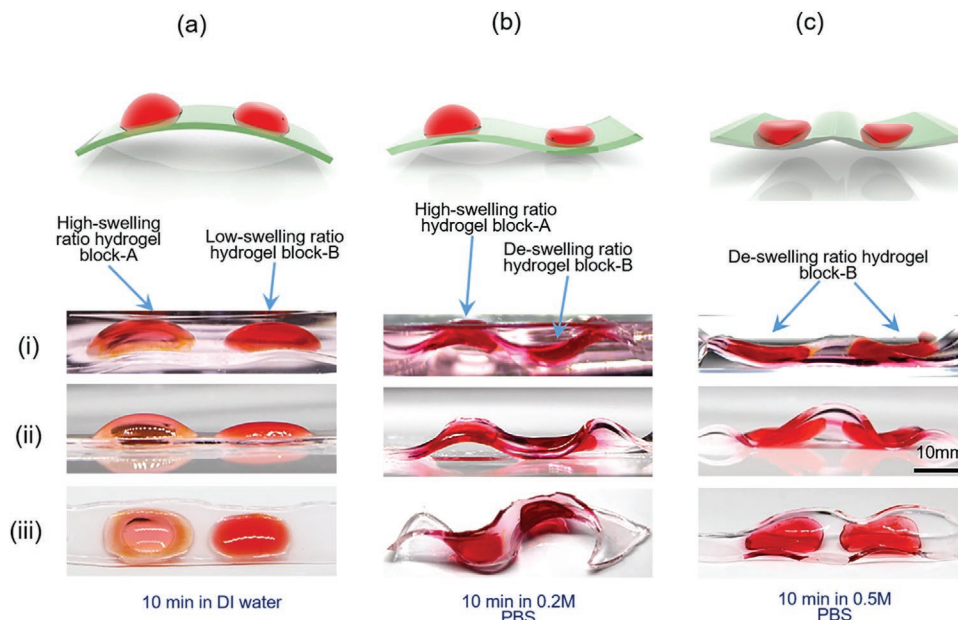 (a)
(b)
(c)
High-swelling
ratio hydrogel
block-A
Low-swelling ratio
hydrogel block-B
High-swelling ratio
hydrogel block-A
De-swelling ratio
hydrogel block-B
De-swelling ratio hydrogel
block-B
(i)
(ii)
10mm
(iii)
10 min in DI water
10 min in 0.2M
PBS
10 min in 0.5M
PBS